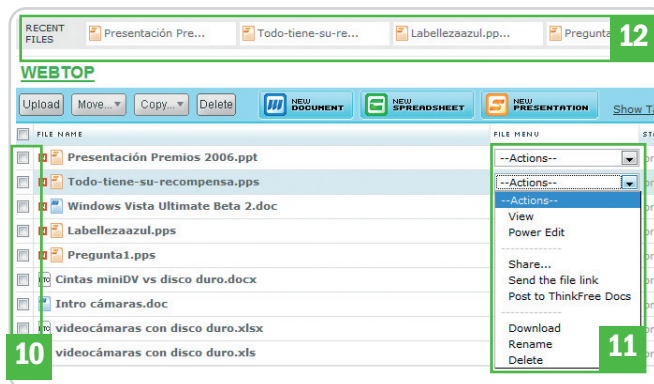 RECENT FILES
Presentación Pre...
Todo-tiene-su-re...
Labellezaazul.pp...
Pregunta
12
WEBTOP
Upload Move... Copy... Delete NEW DOCUMENT NEW SPREADSHEET NEW PRESENTATION Show
FILE NAME FILE MENU
Presentación Premios 2006.ppt --Actions--
Todo-tiene-su-recompensa.pps --Actions--
Windows Vista Ultimate Beta 2.doc
Labellezaazul.pps
Pregunta1.pps
Cintas miniDV vs disco duro.docx
Intro cámaras.doc
videocámaras con disco duro.xlsx
videocámaras con disco duro.xls
10
--Actions--
View
Power Edit
-------------
Share...
Send the file link
Post to ThinkFree Docs
-------------
Download
Rename
Delete
11